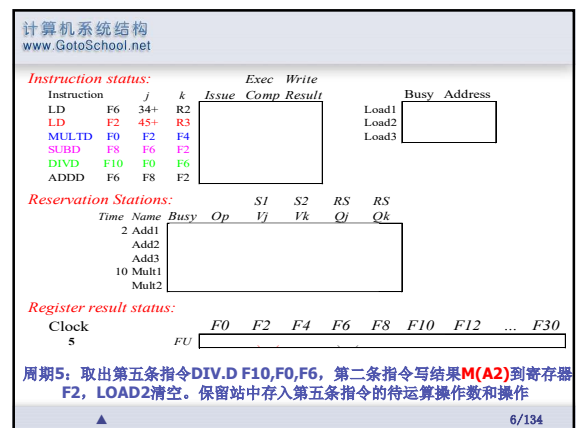 计算机系统结构
www.GotoSchool.net
Instruction status: Exec Write
Instruction j k Issue Comp Result Busy Address
LD F6 34+ R2 Load1
LD F2 45+ R3 Load2
MULTD F0 F2 F4 Load3
SUBD F8 F6 F2
DIVD F10 F0 F6
ADDD F6 F8 F2
Reservation Stations: S1 S2 RS RS
Time Name Busy Op Vj Vk Qj Qk
2 Add1
Add2
Add3
10 Mult1
Mult2
Register result status:
Clock F0 F2 F4 F6 F8 F10 F12 ... F30
5 FU
周期5：取出第五条指令DIV.D F10,F0,F6，第二条指令写结果M(A2)到寄存器
F2，LOAD2清空。保留站中存入第五条指令的待运算操作数和操作
6/134